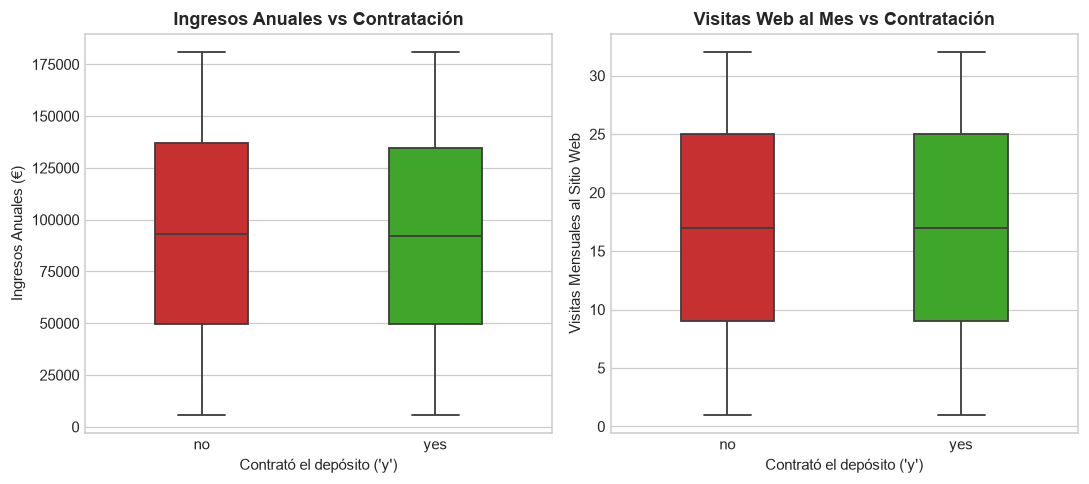 Ingresos Anuales vs Contratación
Ingresos Anuales (€)
175000
150000
125000
100000
75000
50000
25000
0
no
yes
Contrató el depósito ('y')
Visitas Web al Mes vs Contratación
Visitas Mensuales al Sitio Web
30
25
20
15
10
5
0
no
yes
Contrató el depósito ('y')